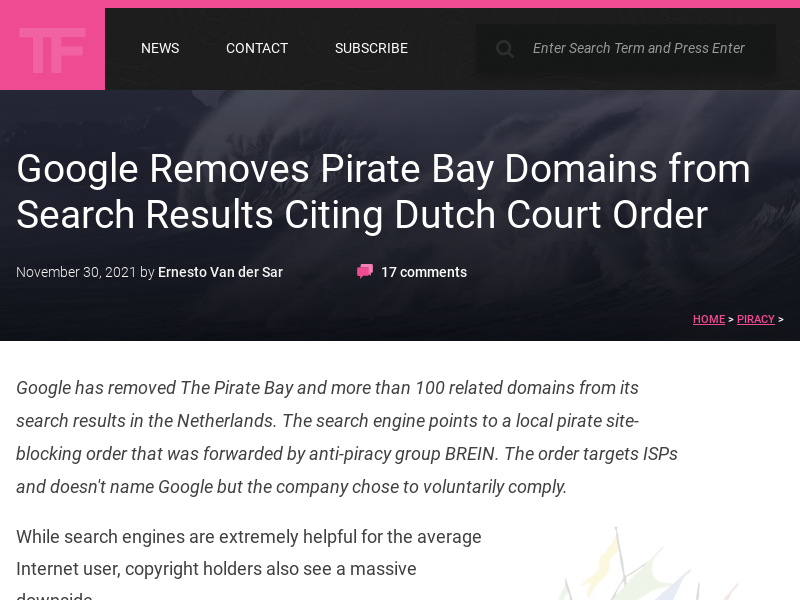 TF
NEWS CONTACT SUBSCRIBE Enter Search Term and Press Enter
Google Removes Pirate Bay Domains from
Search Results Citing Dutch Court Order
November 30, 2021 by Ernesto Van der Sar 17 comments
HOME > PIRACY >
Google has removed The Pirate Bay and more than 100 related domains from its
search results in the Netherlands. The search engine points to a local pirate site-
blocking order that was forwarded by anti-piracy group BREIN. The order targets ISPs
and doesn't name Google but the company chose to voluntarily comply.
While search engines are extremely helpful for the average
Internet user, copyright holders also see a massive
downside.